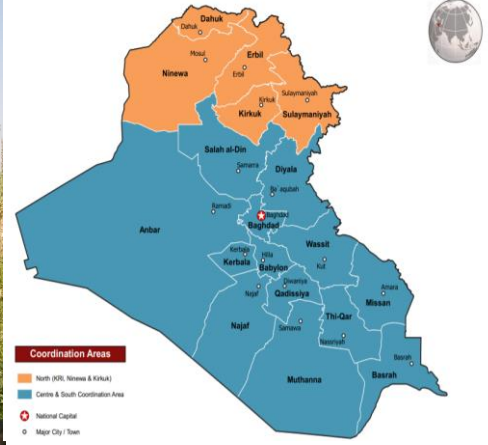 Dahuk
Dahuk
Mosul
Erbil
Ninewa
Erbil
Sulaymaniyah
Kirkuk
Kirkuk
Sulaymaniyah
Salah al-Din
Samarra
Diyala
Ba`aqubah
Ramadi
Baghdad
Baghdad
Anbar
Wassit
Kerbala
Hilla
Kerbala
Babylon
Kut
Najaf
Diwaniya
Qadissiya
Amara
Missan
Thi-Qar
Najaf
Samawa
Nassriyah
Basrah
Muthanna
Basrah
Coordination Areas
North (KRI, Ninewa & Kirkuk)
Centre & South Coordination Area
National Capital
Major City / Town